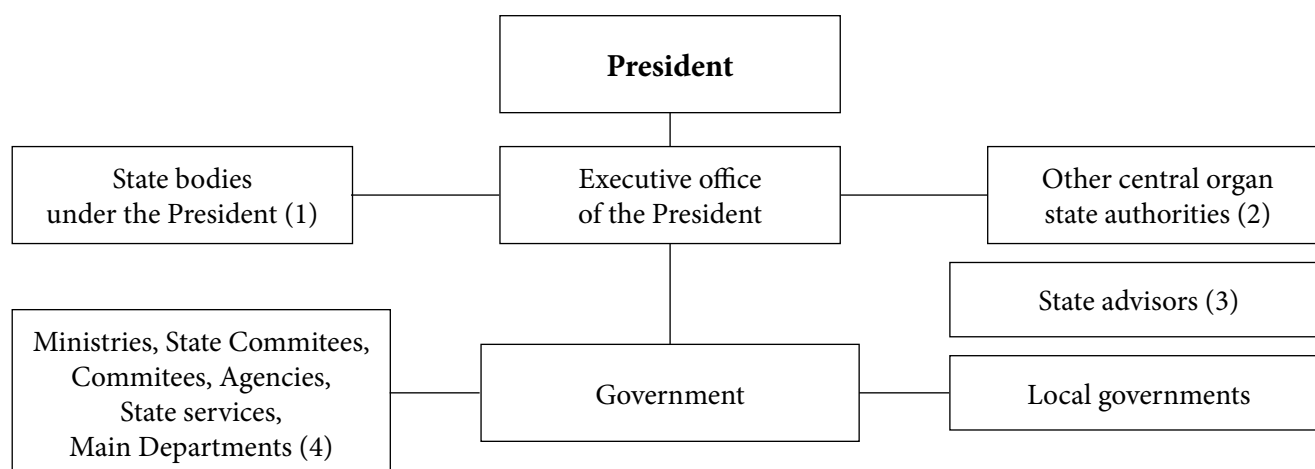 President
State bodies
under the President (1)
Executive office
of the President
Other central organ
state authorities (2)
State advisors (3)
Ministries, State Commitees,
Commitees, Agencies,
State services,
Main Departments (4)
Government
Local governments